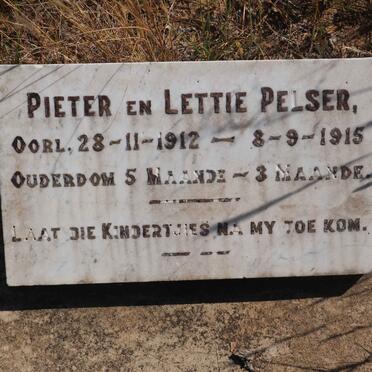 PIETER EN LETTIE PELSER,
OORL. 28-11-1912 — 8-9-1915
OUDERDOM 5 MAANDE – 3 MAANDE.
LAAT DIE KINDERTJIES NA MY TOE KOM.